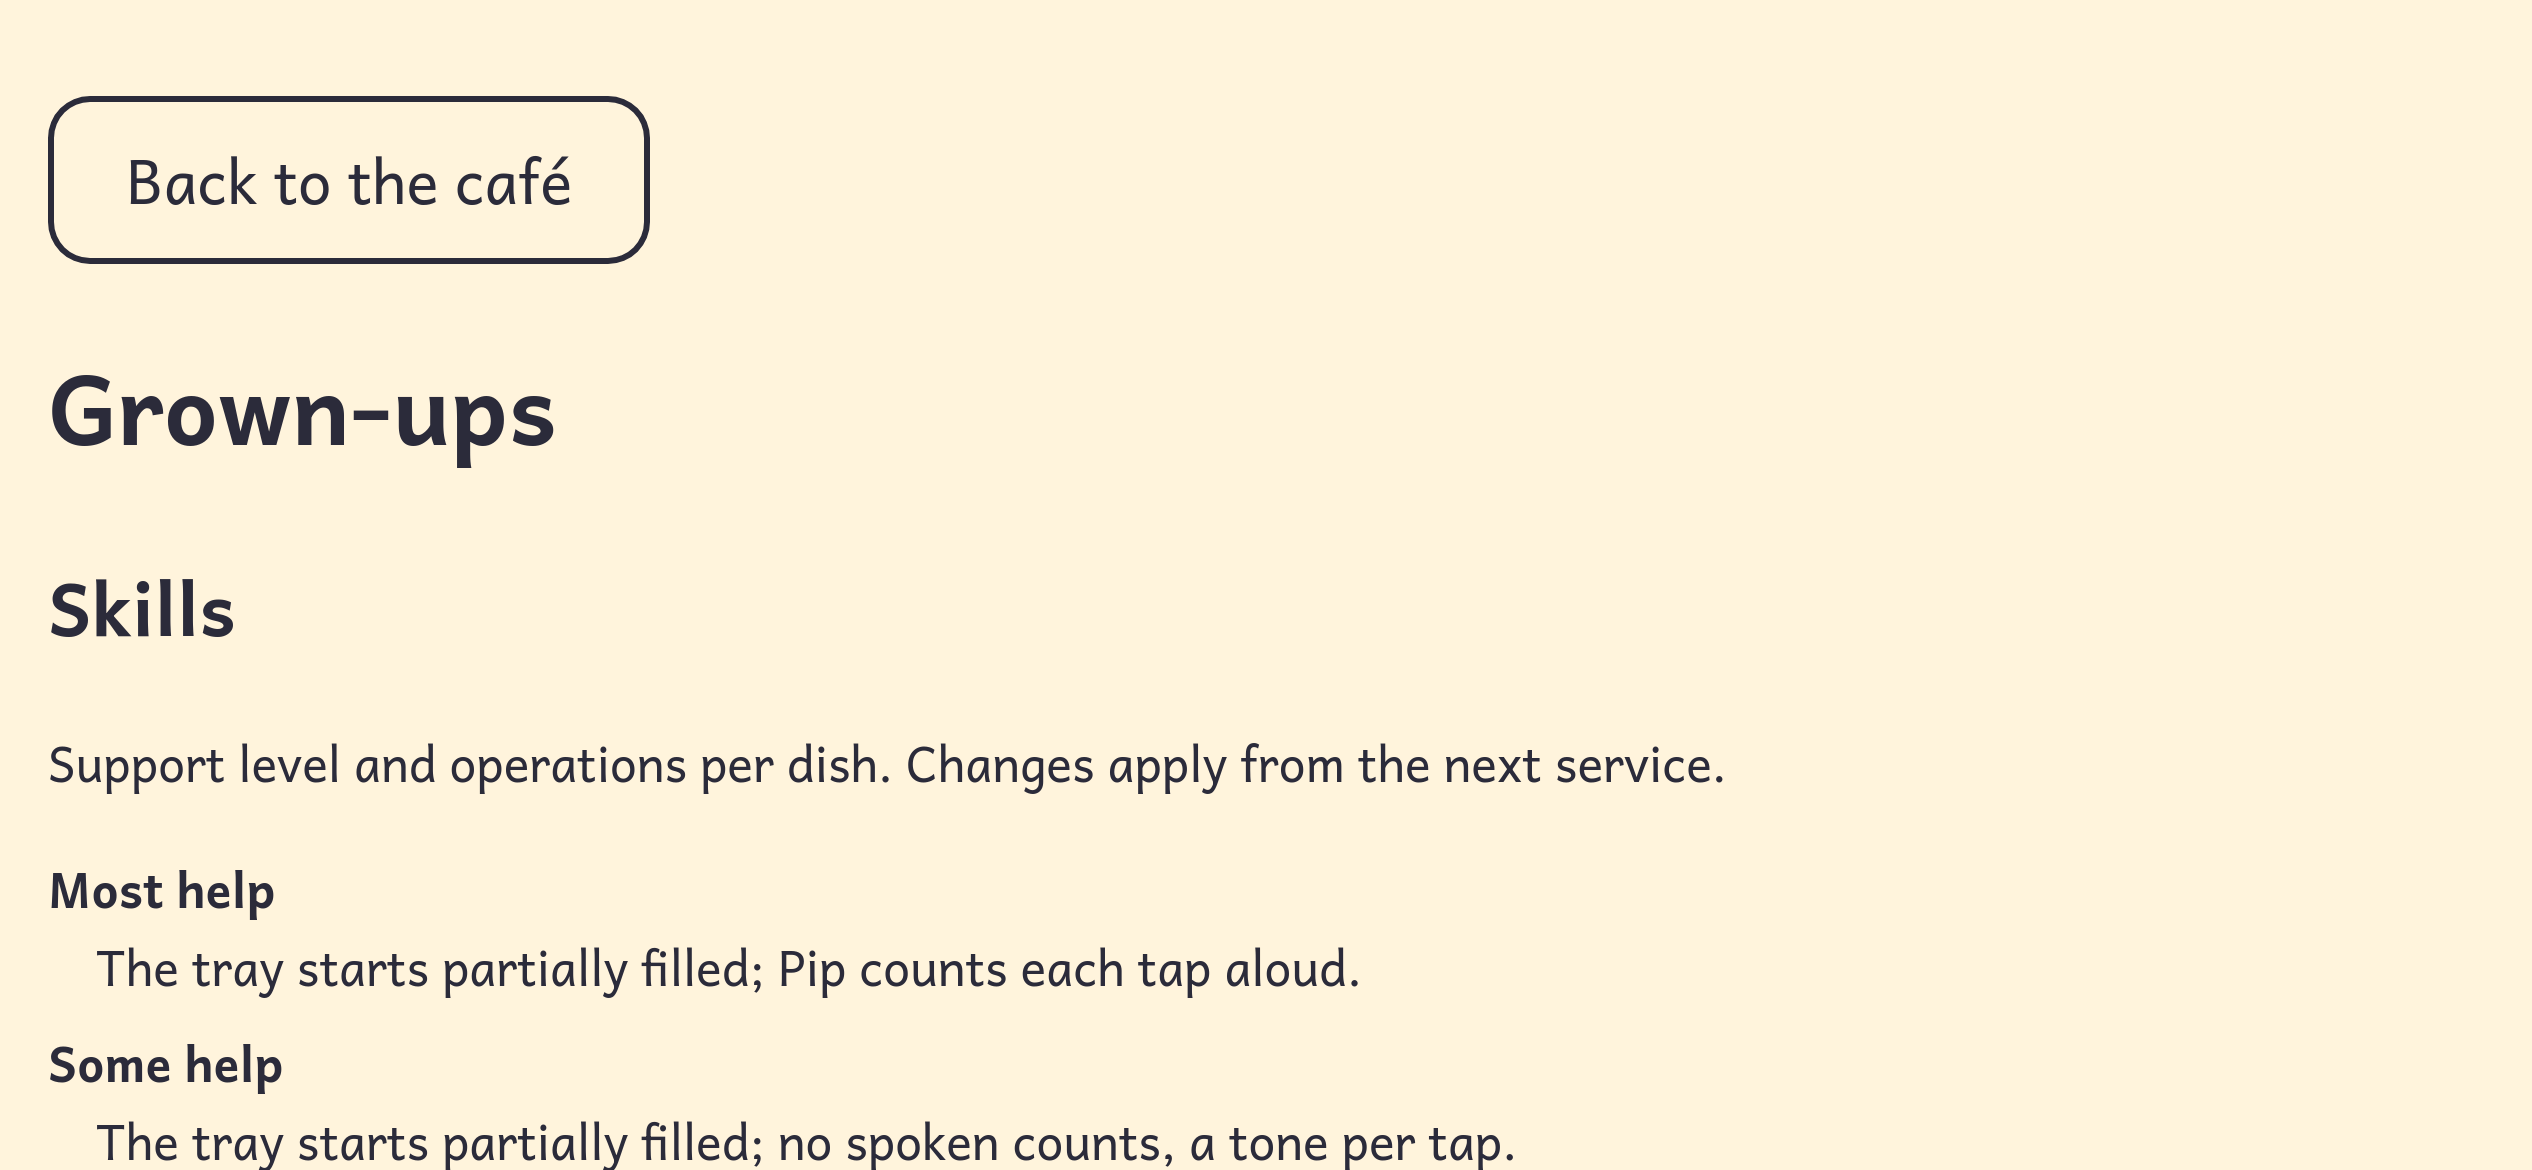 Back to the café
Grown-ups
Skills
Support level and operations per dish. Changes apply from the next service.
Most help
The tray starts partially filled; Pip counts each tap aloud.
Some help
The tray starts partially filled; no spoken counts, a tone per tap.